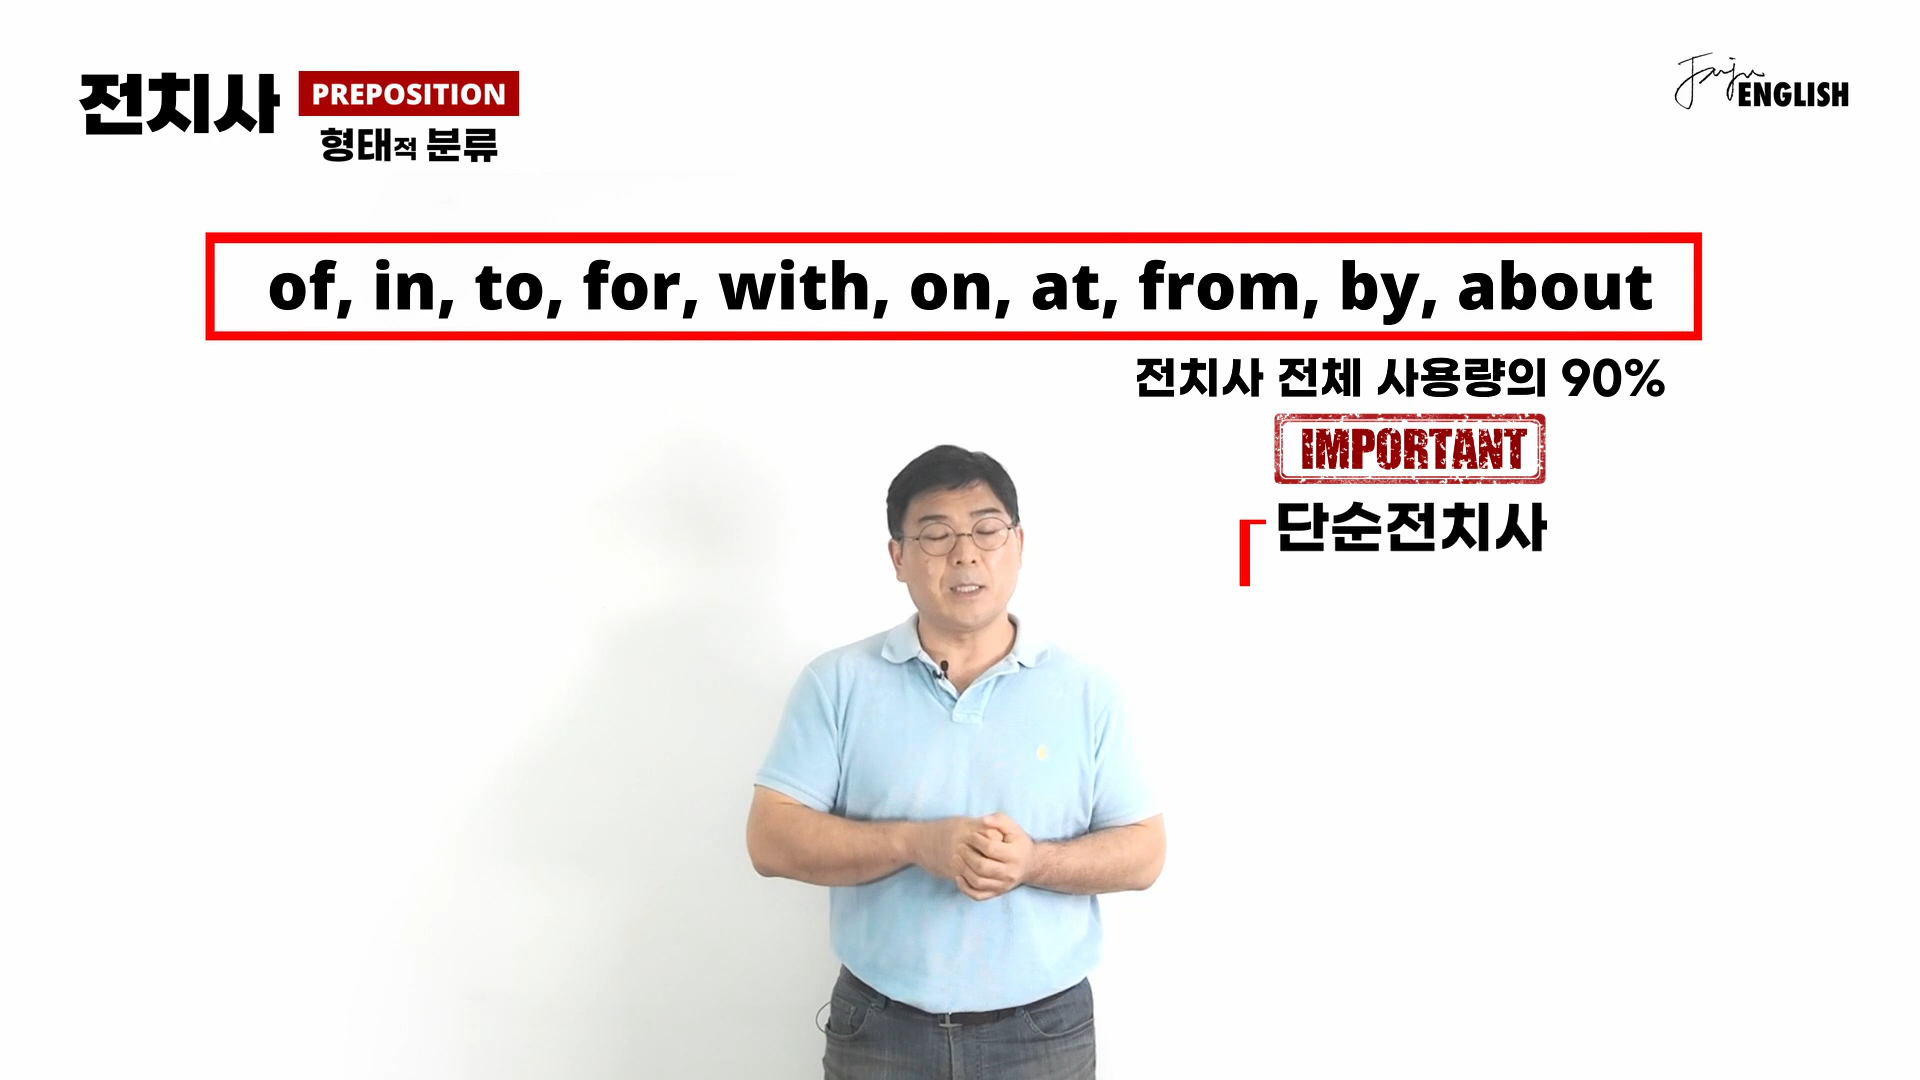 전치사 PREPOSITION
형태적 분류
ENGLISH
of, in, to, for, with, on, at, from, by, about
전치사 전체 사용량의 90%
IMPORTANT
단순전치사